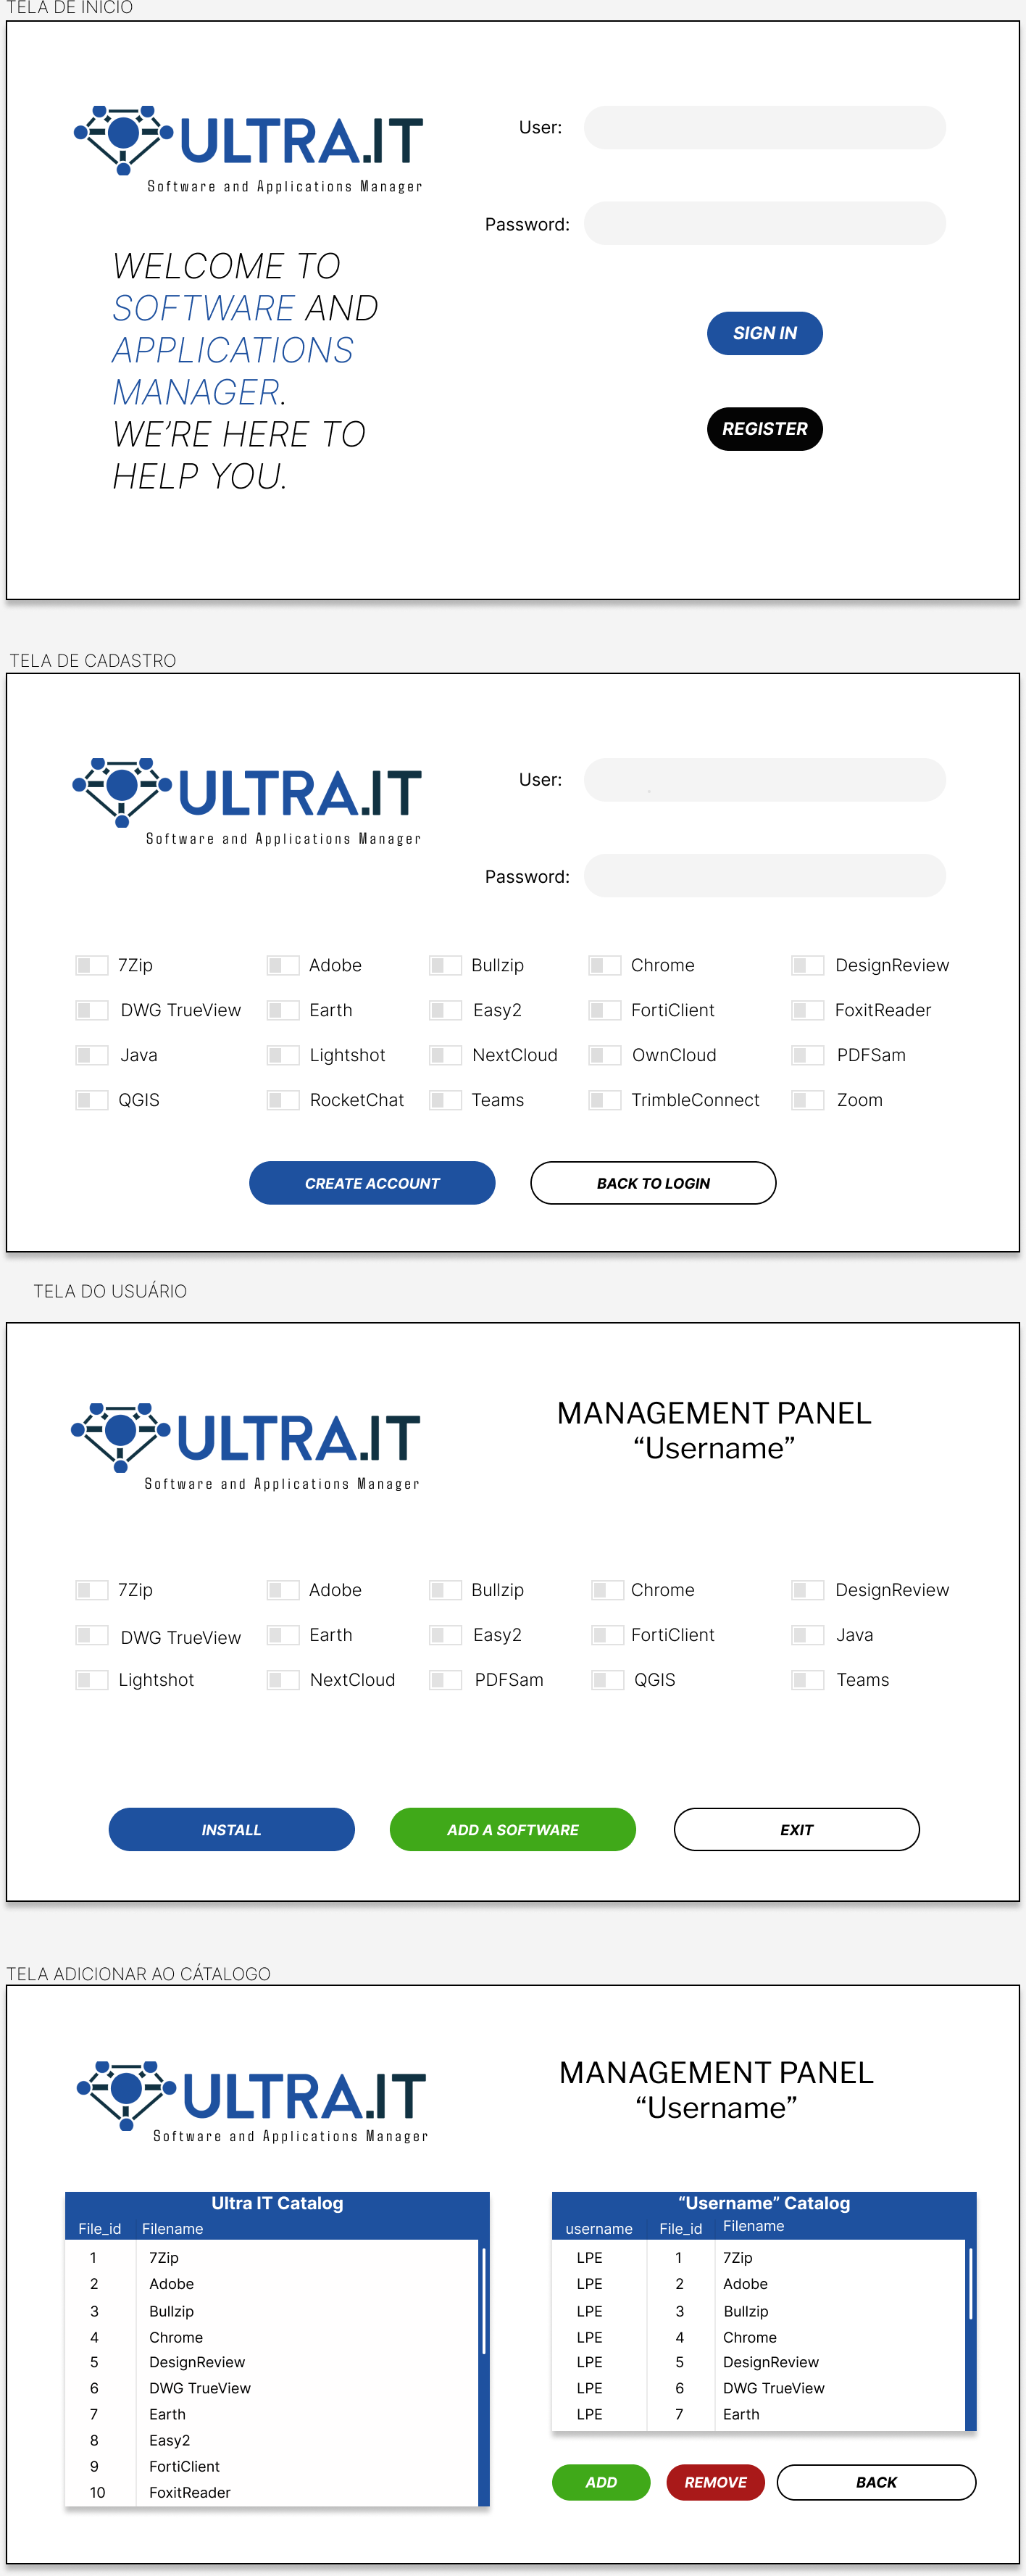 TELA DE INICIO
ULTRA.IT
Software and Applications Manager
User:
Password:
WELCOME TO
SOFTWARE AND
APPLICATIONS
MANAGER.
WE’RE HERE TO
HELP YOU.
SIGN IN
REGISTER
TELA DE CADASTRO
ULTRA.IT
Software and Applications Manager
User:
Password:
7Zip Adobe Bullzip Chrome DesignReview
DWG TrueView Earth Easy2 FortiClient FoxitReader
Java Lightshot NextCloud OwnCloud PDFSam
QGIS RocketChat Teams TrimbleConnect Zoom
CREATE ACCOUNT BACK TO LOGIN
TELA DO USUÁRIO
ULTRA.IT
Software and Applications Manager
MANAGEMENT PANEL
“Username”
7Zip Adobe Bullzip Chrome DesignReview
DWG TrueView Earth Easy2 FortiClient Java
Lightshot NextCloud PDFSam QGIS Teams
INSTALL ADD A SOFTWARE EXIT
TELA ADICIONAR AO CÁTALOGO
ULTRA.IT
Software and Applications Manager
MANAGEMENT PANEL
“Username”
Ultra IT Catalog
File_id Filename
1 7Zip
2 Adobe
3 Bullzip
4 Chrome
5 DesignReview
6 DWG TrueView
7 Earth
8 Easy2
9 FortiClient
10 FoxitReader
“Username” Catalog
username File_id Filename
LPE 1 7Zip
LPE 2 Adobe
LPE 3 Bullzip
LPE 4 Chrome
LPE 5 DesignReview
LPE 6 DWG TrueView
LPE 7 Earth
ADD REMOVE BACK